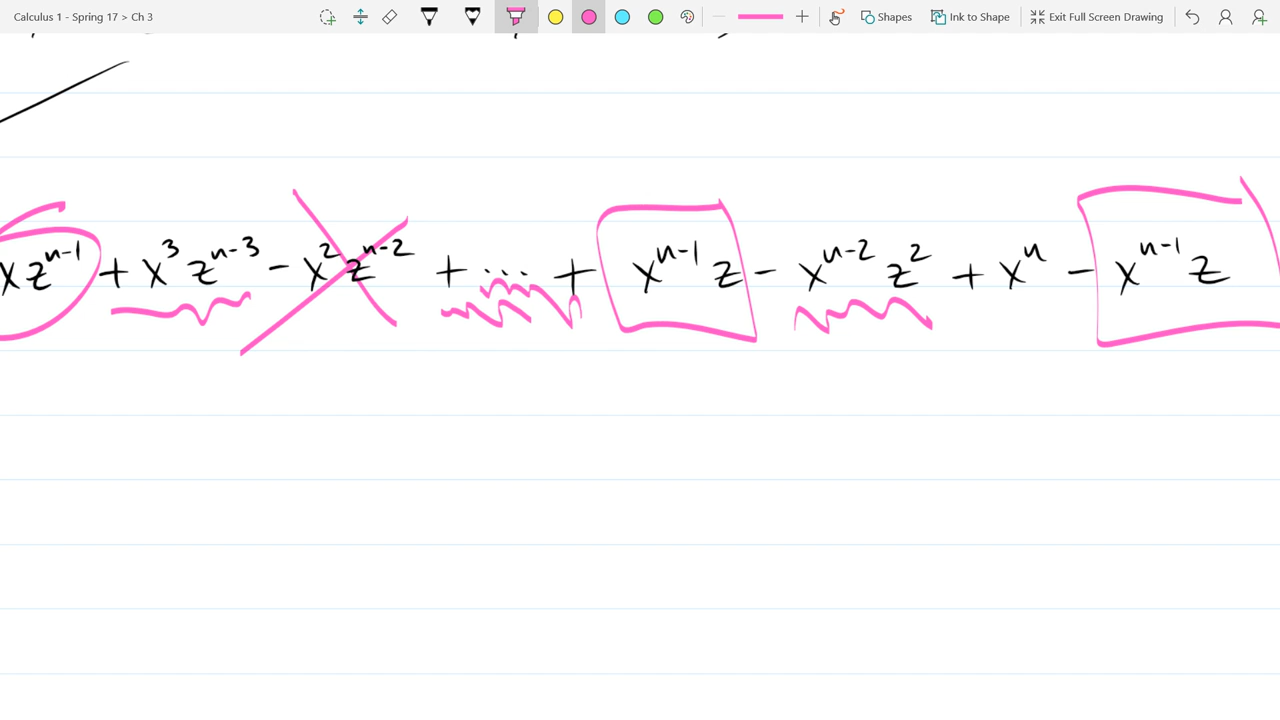 Calculus 1 - Spring 17 > Ch 3
Shapes
Ink to Shape
Exit Full Screen Drawing
xz^{n-1} + x^3 z^{n-3} - x^2 z^{n-2} + ... + x^{n-1} z - x^{n-2} z^2 + x^n - x^{n-1} z